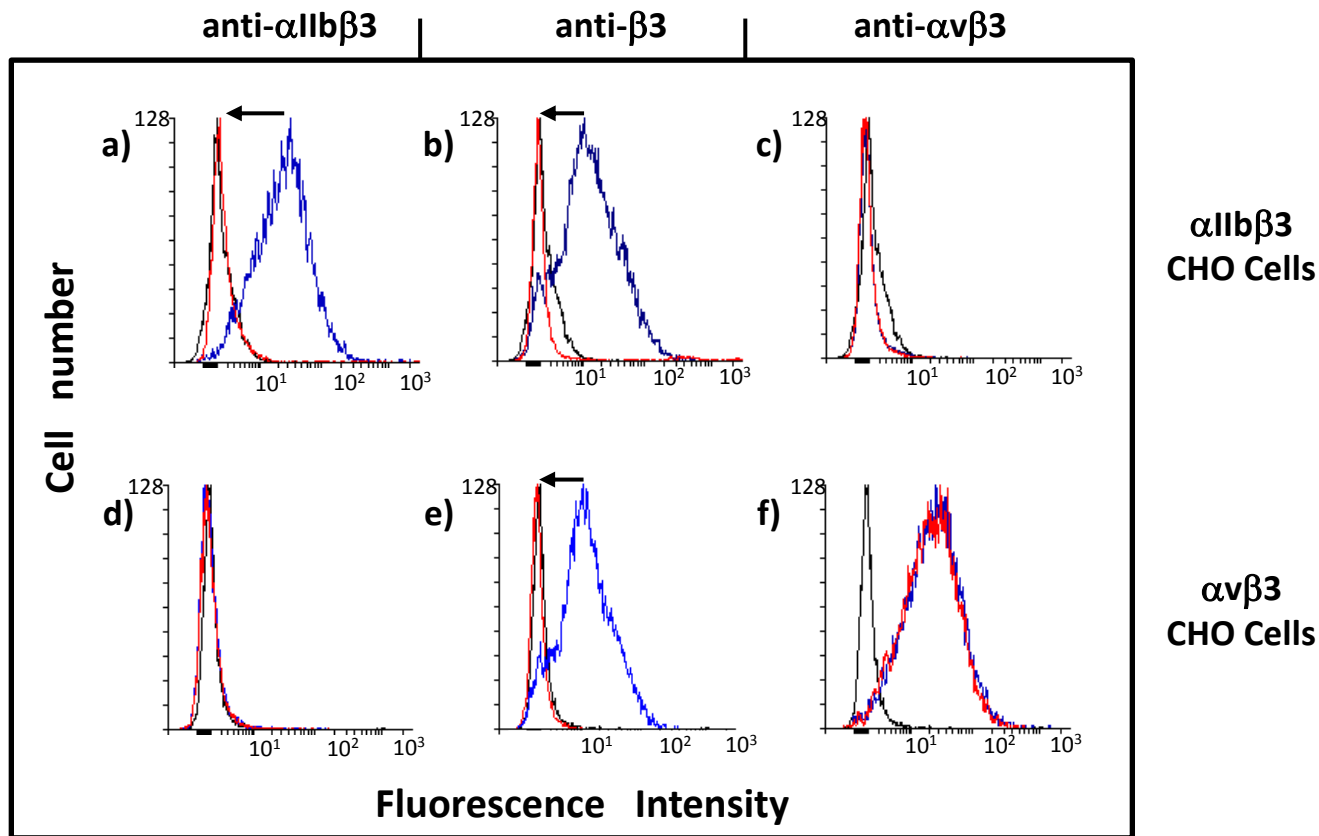 anti-αIIbβ3 anti-β3 anti-αvβ3
128 128 128
a) b) c)
αIIbβ3
CHO Cells
10¹ 10² 10³ 10¹ 10² 10³ 10¹ 10² 10³
Cell number
128 128 128
d) e) f)
αvβ3
CHO Cells
10¹ 10² 10³ 10¹ 10² 10³ 10¹ 10² 10³
Fluorescence Intensity